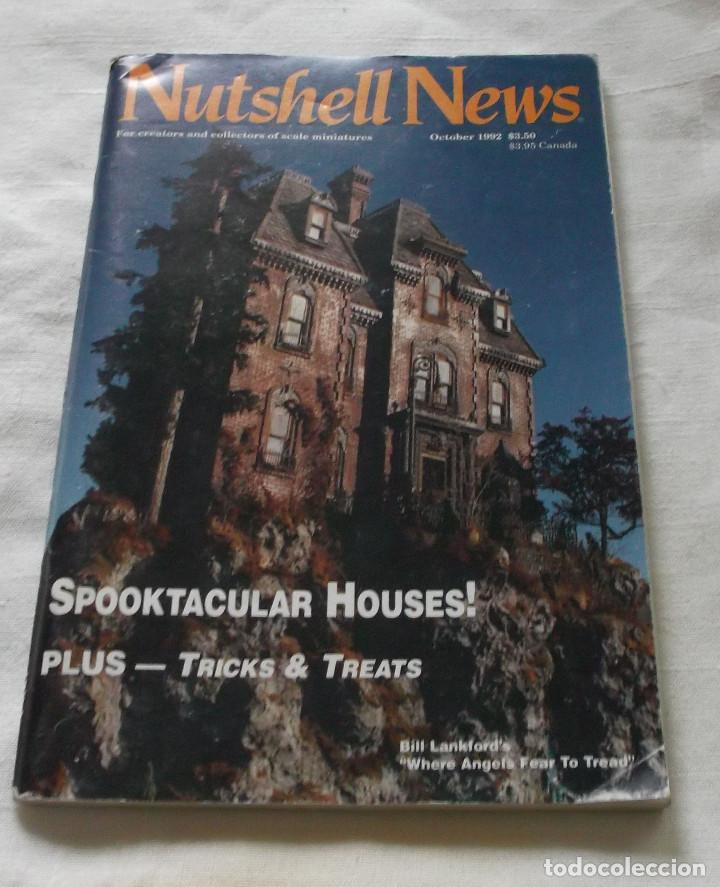 Nutshell News
For creators and collectors of scale miniatures
October 1992 $3.50
$3.95 Canada
SPOOKTACULAR HOUSES!
PLUS — TRICKS & TREATS
Bill Lankford's
"Where Angels Fear To Tread"
todocoleccion